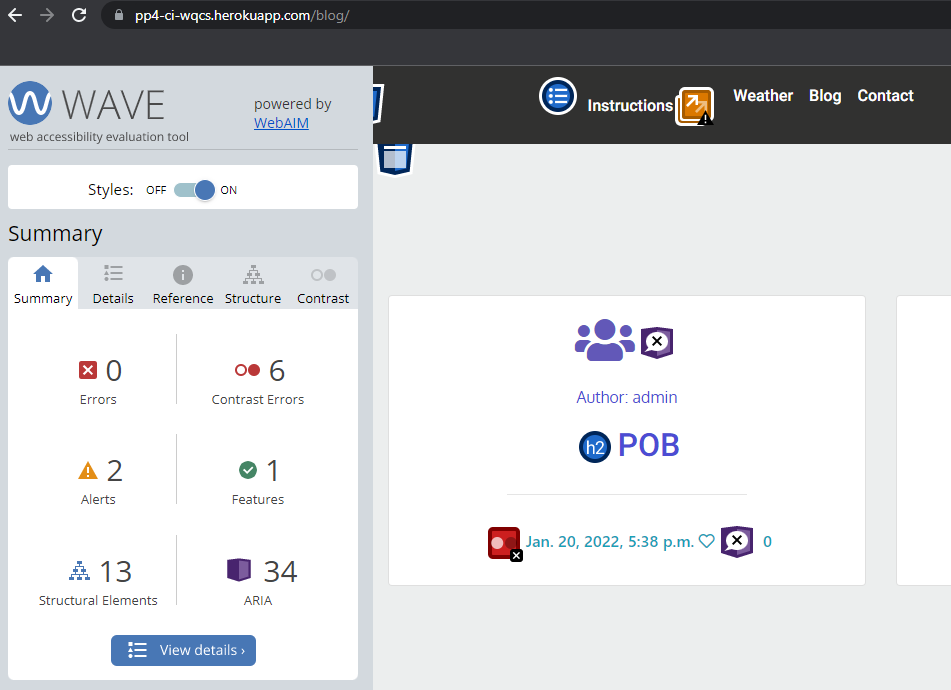 pp4-ci-wqcs.herokuapp.com/blog/
WAVE
web accessibility evaluation tool
powered by
WebAIM
Styles: OFF ON
Summary
Summary Details Reference Structure Contrast
0
Errors
6
Contrast Errors
2
Alerts
1
Features
13
Structural Elements
34
ARIA
View details ›
Instructions Weather Blog Contact
Author: admin
h2 POB
Jan. 20, 2022, 5:38 p.m. 0